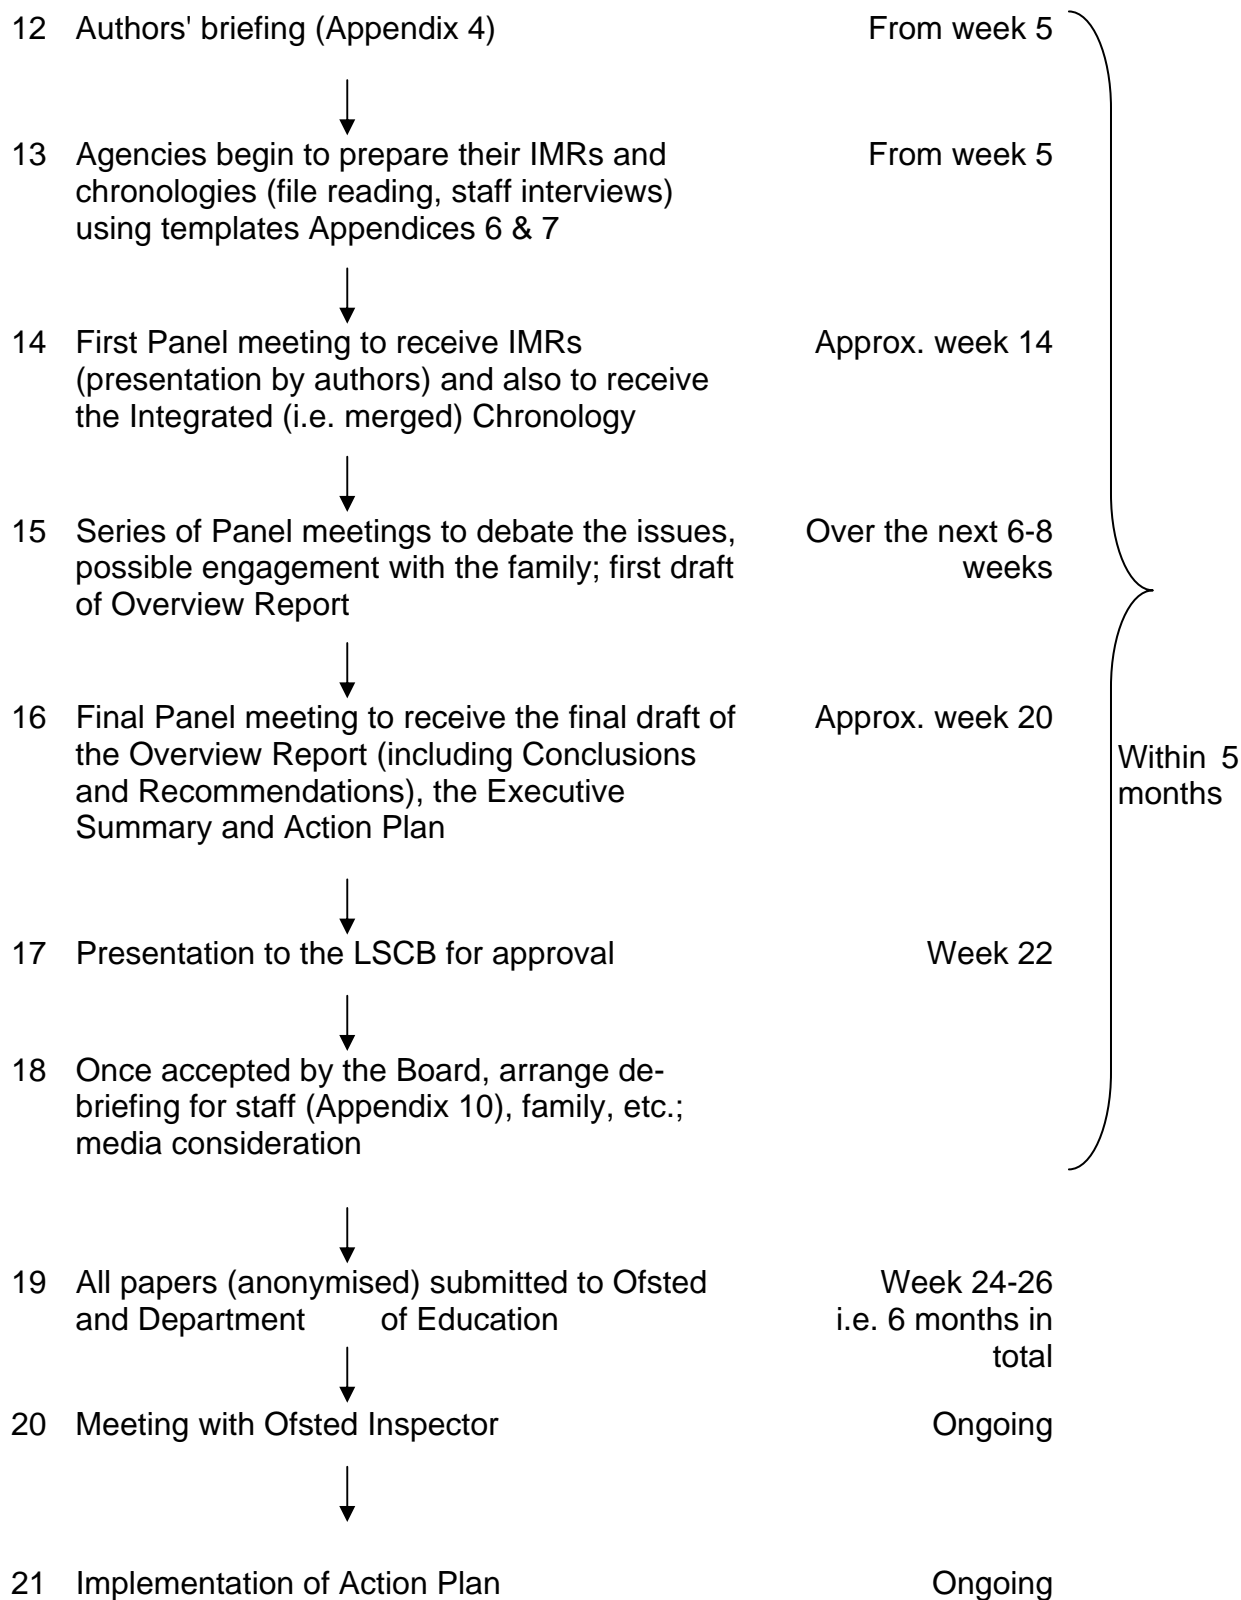 12 Authors' briefing (Appendix 4) From week 5
13 Agencies begin to prepare their IMRs and From week 5
chronologies (file reading, staff interviews)
using templates Appendices 6 & 7
14 First Panel meeting to receive IMRs Approx. week 14
(presentation by authors) and also to receive
the Integrated (i.e. merged) Chronology
15 Series of Panel meetings to debate the issues, Over the next 6-8
possible engagement with the family; first draft weeks
of Overview Report
16 Final Panel meeting to receive the final draft of Approx. week 20
the Overview Report (including Conclusions
and Recommendations), the Executive
Summary and Action Plan
Within 5
months
17 Presentation to the LSCB for approval Week 22
18 Once accepted by the Board, arrange de-
briefing for staff (Appendix 10), family, etc.;
media consideration
19 All papers (anonymised) submitted to Ofsted Week 24-26
and Department of Education i.e. 6 months in
total
20 Meeting with Ofsted Inspector Ongoing
21 Implementation of Action Plan Ongoing